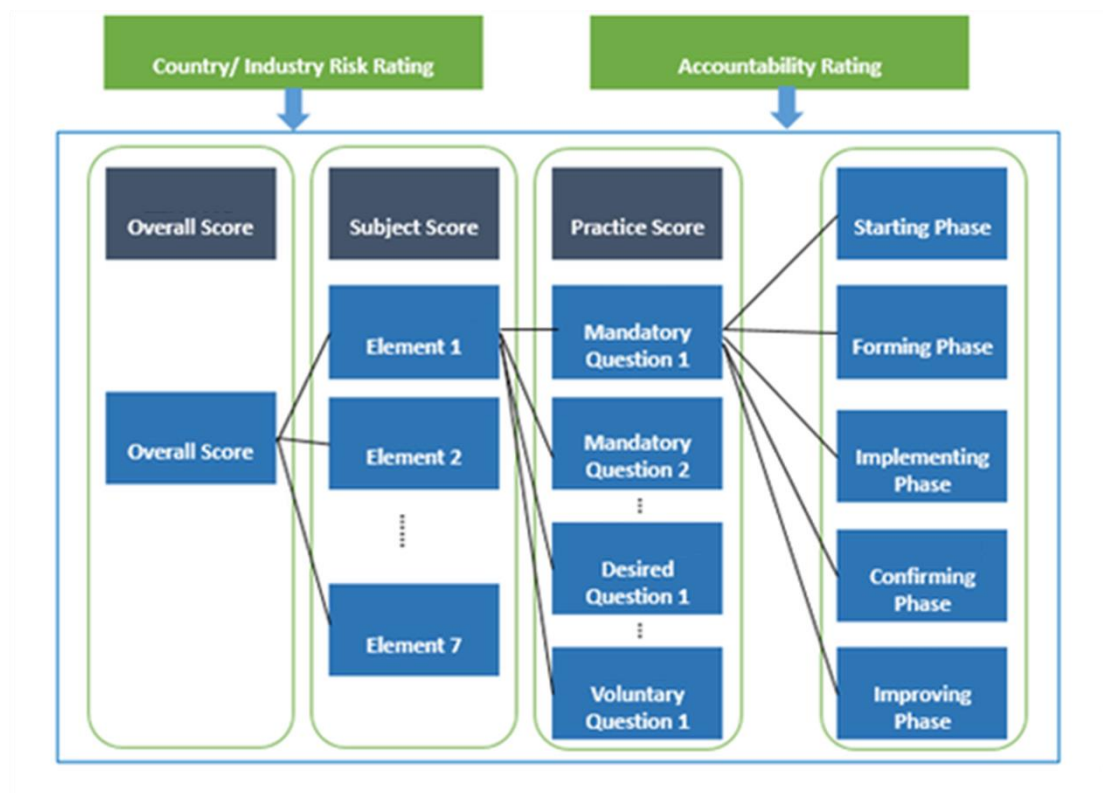 Country/ Industry Risk Rating
Accountability Rating
Overall Score
Subject Score
Practice Score
Starting Phase
Overall Score
Element 1
Element 2
Element 7
Mandatory
Question 1
Mandatory
Question 2
Desired
Question 1
Voluntary
Question 1
Forming Phase
Implementing
Phase
Confirming
Phase
Improving
Phase